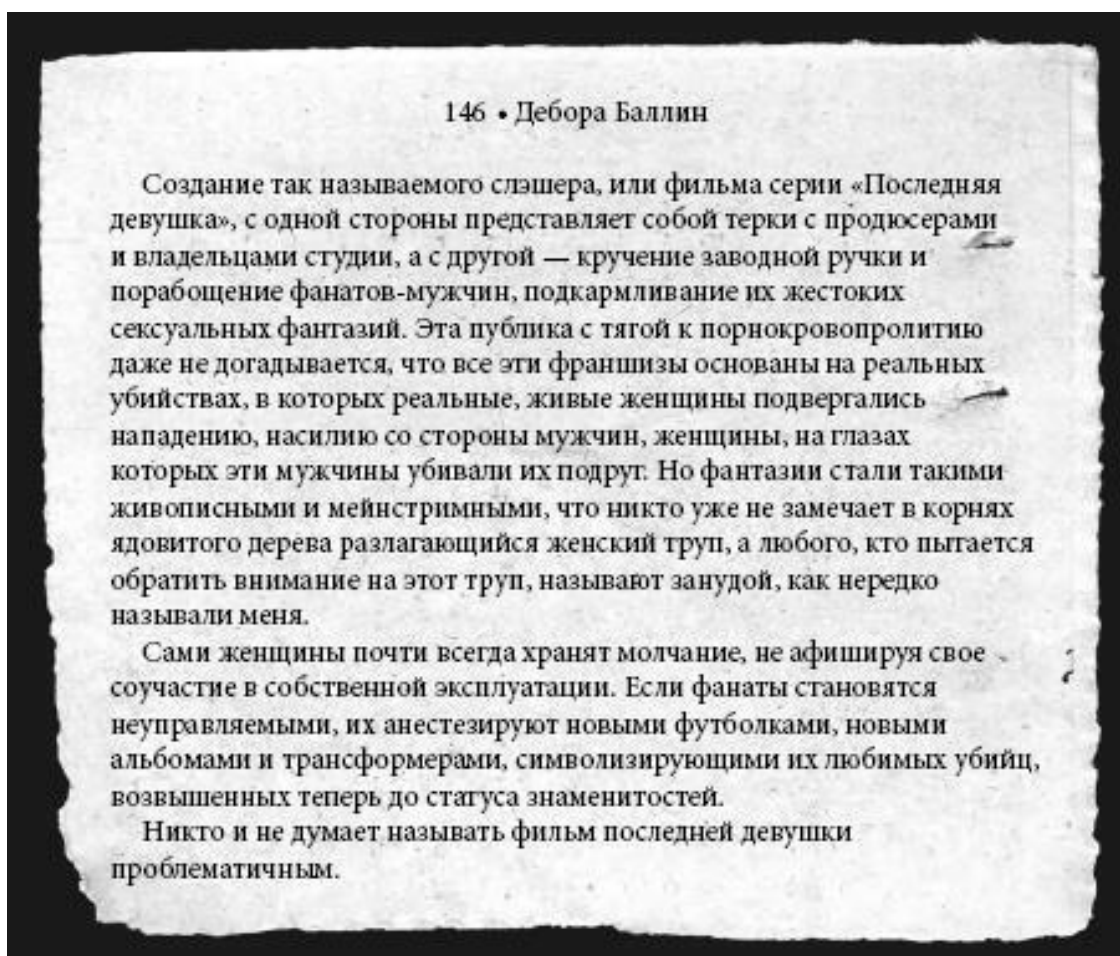 146 • Дебора Баллин
Создание так называемого слэшера, или фильма серии «Последняя
девушка», с одной стороны представляет собой терки с продюсерами
и владельцами студии, а с другой — кручение заводной ручки и
порабощение фанатов-мужчин, подкармливание их жестоких
сексуальных фантазий. Эта публика с тягой к порнокровопролитию
даже не догадывается, что все эти франшизы основаны на реальных
убийствах, в которых реальные, живые женщины подвергались
нападению, насилию со стороны мужчин, женщины, на глазах
которых эти мужчины убивали их подруг. Но фантазии стали такими
живописными и мейнстримными, что никто уже не замечает в корнях
ядовитого дерева разлагающийся женский труп, а любого, кто пытается
обратить внимание на этот труп, называют занудой, как нередко
называли меня.
Сами женщины почти всегда хранят молчание, не афишируя свое
соучастие в собственной эксплуатации. Если фанаты становятся
неуправляемыми, их анестезируют новыми футболками, новыми
альбомами и трансформерами, символизирующими их любимых убийц,
возвышенных теперь до статуса знаменитостей.
Никто и не думает называть фильм последней девушки
проблематичным.